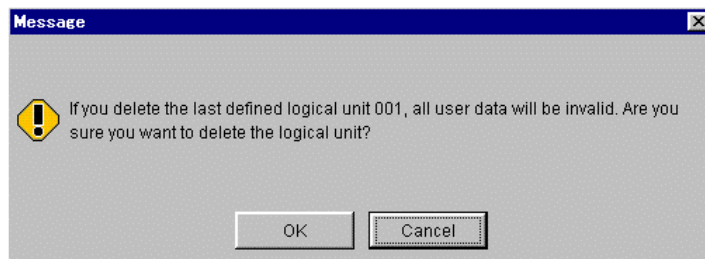 Message
If you delete the last defined logical unit 001, all user data will be invalid. Are you
sure you want to delete the logical unit?
OK
Cancel